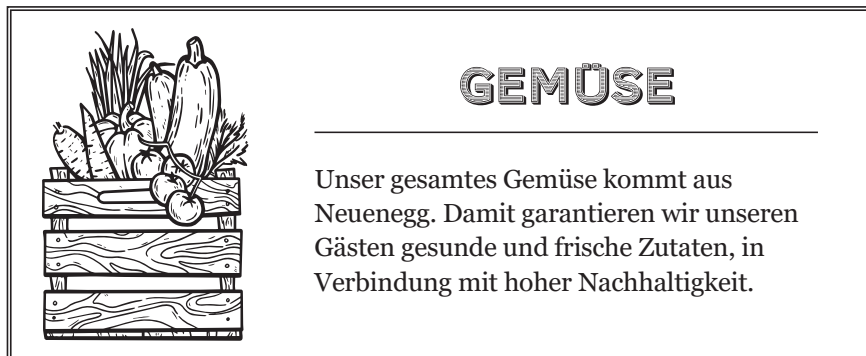 GEMÜSE
Unser gesamtes Gemüse kommt aus
Neuenegg. Damit garantieren wir unseren
Gästen gesunde und frische Zutaten, in
Verbindung mit hoher Nachhaltigkeit.